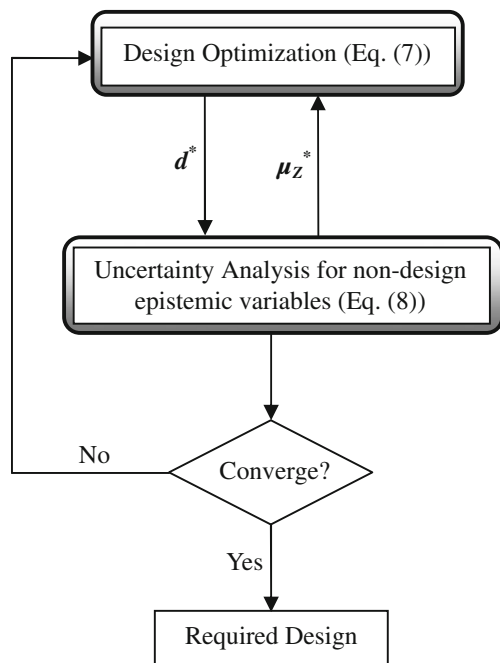 Design Optimization (Eq. (7))
d*
μZ*
Uncertainty Analysis for non-design
epistemic variables (Eq. (8))
No
Converge?
Yes
Required Design